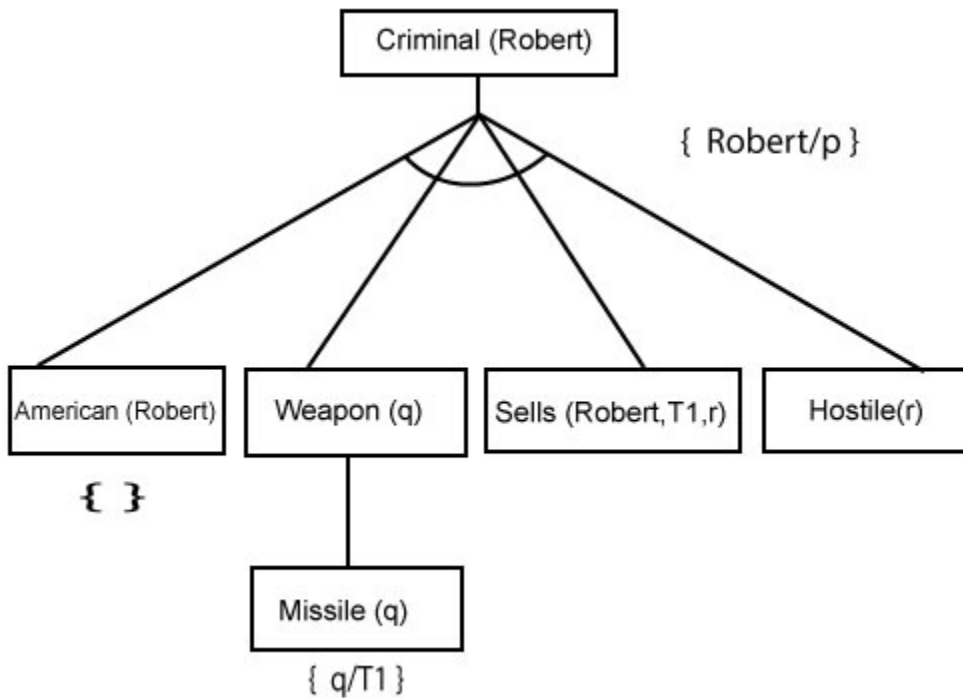 Criminal (Robert)
{ Robert/p }
American (Robert)
Weapon (q)
Sells (Robert,T1,r)
Hostile(r)
{ }
Missile (q)
{ q/T1 }